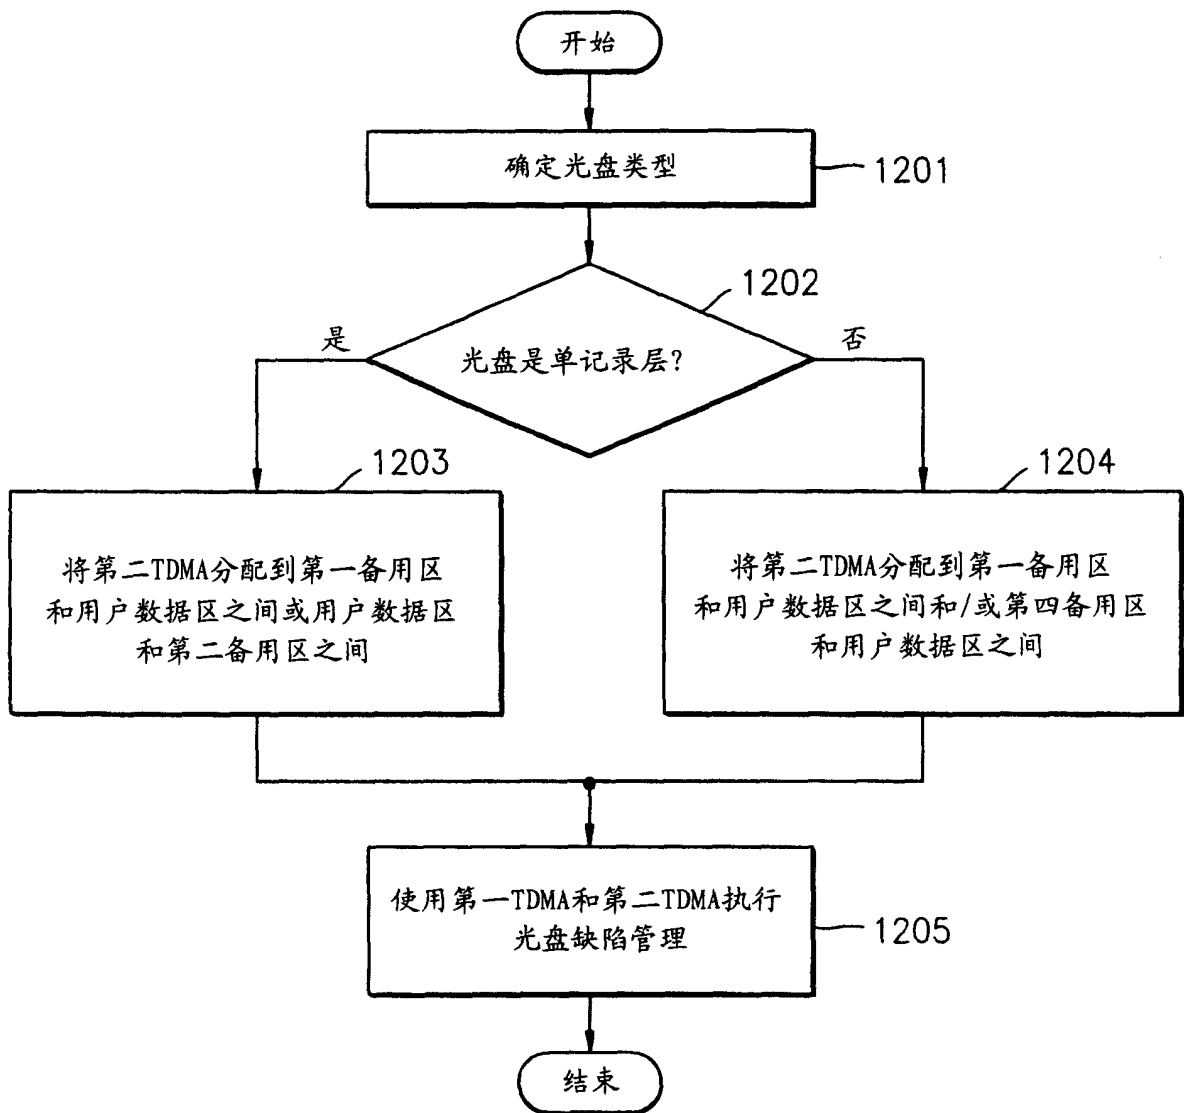 开始
确定光盘类型
1201
1202
是
光盘是单记录层?
否
1203
将第二TDMA分配到第一备用区
和用户数据区之间或用户数据区
和第二备用区之间
1204
将第二TDMA分配到第一备用区
和用户数据区之间和/或第四备用区
和用户数据区之间
使用第一TDMA和第二TDMA执行
光盘缺陷管理
1205
结束